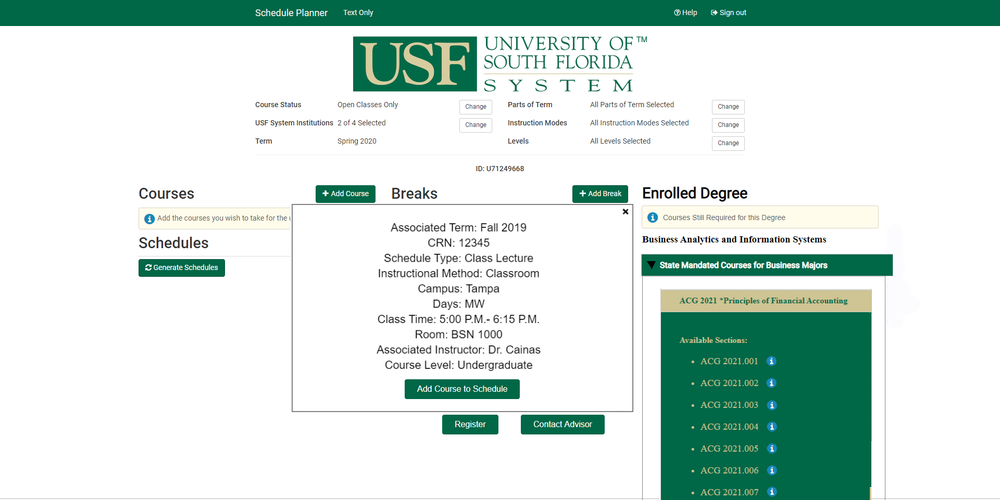 Schedule Planner Text Only Help Sign out
USF UNIVERSITY OF™
SOUTH FLORIDA
SYSTEM
Course Status Open Classes Only Change Parts of Term All Parts of Term Selected Change
USF System Institutions 2 of 4 Selected Change Instruction Modes All Instruction Modes Selected Change
Term Spring 2020 Levels All Levels Selected Change
ID: U71249668
Courses Add Course Breaks Add Break
Add the courses you wish to take for the
Schedules
Generate Schedules
Associated Term: Fall 2019
CRN: 12345
Schedule Type: Class Lecture
Instructional Method: Classroom
Campus: Tampa
Days: MW
Class Time: 5:00 P.M.- 6:15 P.M.
Room: BSN 1000
Associated Instructor: Dr. Cainas
Course Level: Undergraduate
Add Course to Schedule
Register Contact Advisor
Enrolled Degree
Courses Still Required for this Degree
Business Analytics and Information Systems
State Mandated Courses for Business Majors
ACG 2021 *Principles of Financial Accounting
Available Sections:
• ACG 2021.001
• ACG 2021.002
• ACG 2021.003
• ACG 2021.004
• ACG 2021.005
• ACG 2021.006
• ACG 2021.007